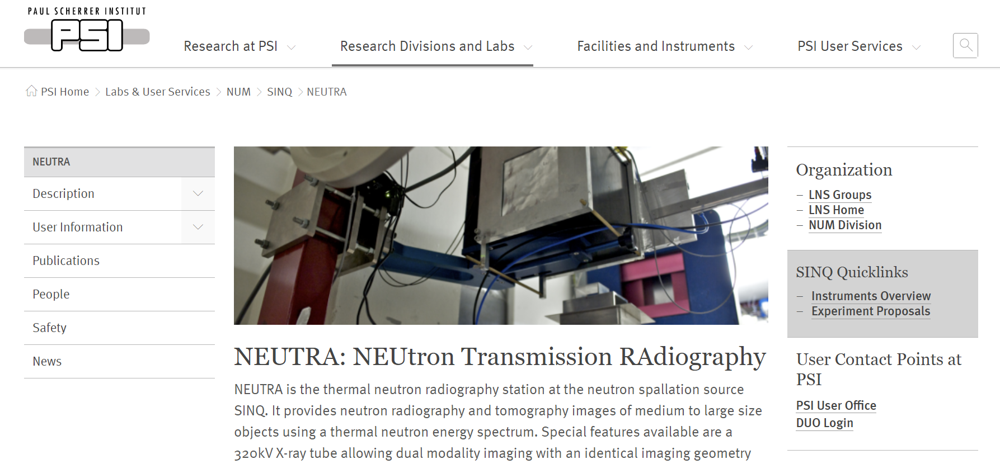 PAUL SCHERRER INSTITUT
PSI
Research at PSI
Research Divisions and Labs
Facilities and Instruments
PSI User Services
PSI Home > Labs & User Services > NUM > SINQ > NEUTRA
NEUTRA
Description
User Information
Publications
People
Safety
News
NEUTRA: NEUtron Transmission RAdiography
NEUTRA is the thermal neutron radiography station at the neutron spallation source
SINQ. It provides neutron radiography and tomography images of medium to large size
objects using a thermal neutron energy spectrum. Special features available are a
320kV X-ray tube allowing dual modality imaging with an identical imaging geometry
Organization
– LNS Groups
– LNS Home
– NUM Division
SINQ Quicklinks
– Instruments Overview
– Experiment Proposals
User Contact Points at
PSI
PSI User Office
DUO Login